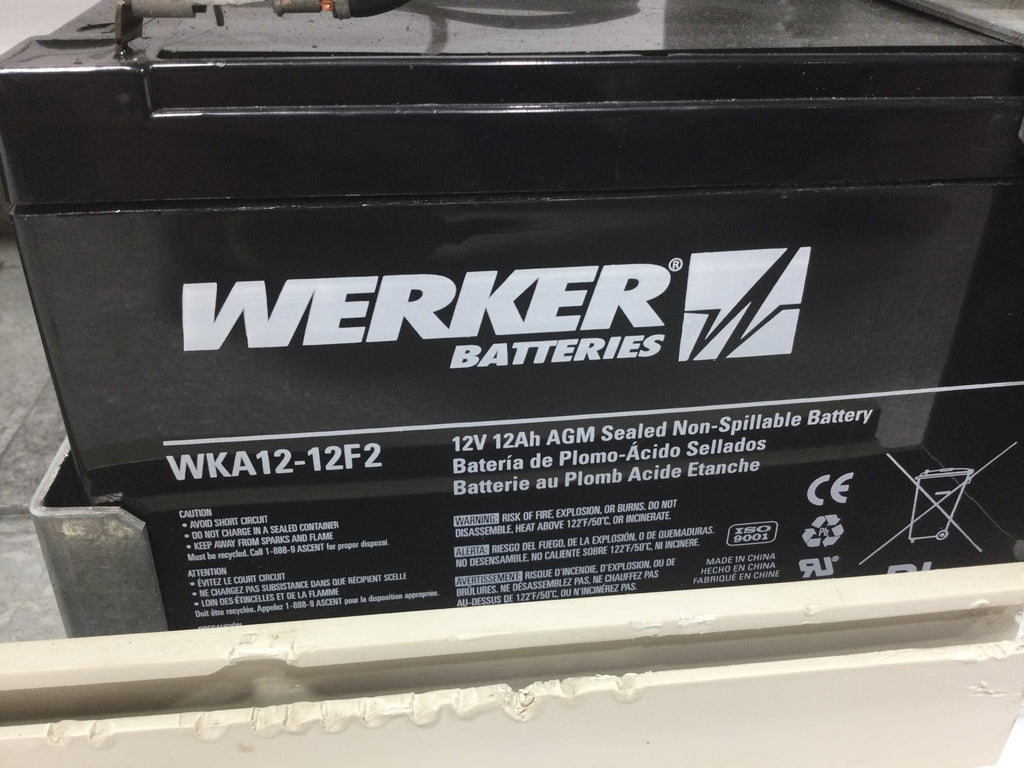 WERKER®
BATTERIES
WKA12-12F2
12V 12Ah AGM Sealed Non-Spillable Battery
Batería de Plomo-Ácido Sellados
Batterie au Plomb Acide Etanche
CAUTION
• AVOID SHORT CIRCUIT
• DO NOT CHARGE IN A SEALED CONTAINER
• KEEP AWAY FROM SPARKS AND FLAME
Must be recycled. Call 1-888-9 ASCENT for proper disposal.
ATTENTION
• ÉVITEZ LE COURT CIRCUIT
• NE CHARGEZ PAS SUBSISTANCE DANS QUE RÉCIPIENT SCELLE
• LOIN DES ÉTINCELLES ET DE LA FLAMME
Doit être recyclée. Appelez 1-888-9 ASCENT pour la disposition appropriée.
WARNING: RISK OF FIRE, EXPLOSION, OR BURNS. DO NOT
DISASSEMBLE, HEAT ABOVE 122°F/50°C, OR INCINERATE.
ALERTA: RIESGO DEL FUEGO, DE LA EXPLOSIÓN, O DE QUEMADURAS.
NO DESENSAMBLE, NO CALIENTE SOBRE 122°F/50°C, NI INCINERE.
AVERTISSEMENT: RISQUE D'INCENDIE, D'EXPLOSION, OU DE
BRÛLURES. NE DÉSASSEMBLEZ PAS, NE CHAUFFEZ PAS
AU-DESSUS DE 122°F/50°C, OU N'INCINÉREZ PAS.
ISO
9001
MADE IN CHINA
HECHO EN CHINA
FABRIQUÉ EN CHINE
CE
Pb